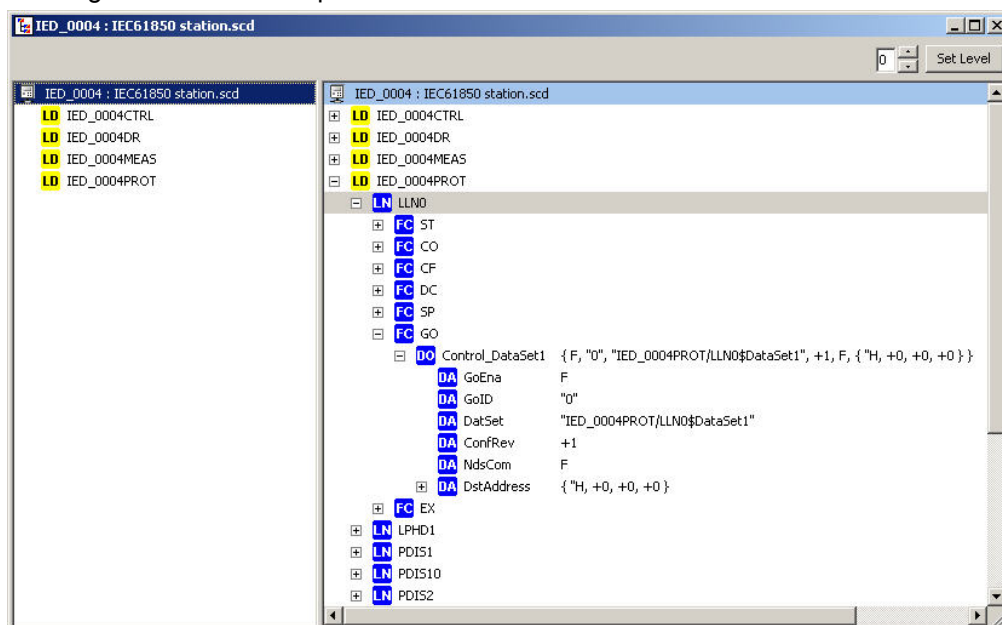 IED_0004 : IEC61850 station.scd
0 Set Level
IED_0004 : IEC61850 station.scd
LD IED_0004CTRL
LD IED_0004DR
LD IED_0004MEAS
LD IED_0004PROT
IED_0004 : IEC61850 station.scd
LD IED_0004CTRL
LD IED_0004DR
LD IED_0004MEAS
LD IED_0004PROT
LN LLN0
FC ST
FC CO
FC CF
FC DC
FC SP
FC GO
DO Control_DataSet1 { F, "0", "IED_0004PROT/LLN0$DataSet1", +1, F, { "H, +0, +0, +0 } }
DA GoEna F
DA GoID "0"
DA DatSet "IED_0004PROT/LLN0$DataSet1"
DA ConfRev +1
DA NdsCom F
DA DstAddress { "H, +0, +0, +0 }
FC EX
LN LPHD1
LN PDIS1
LN PDIS10
LN PDIS2